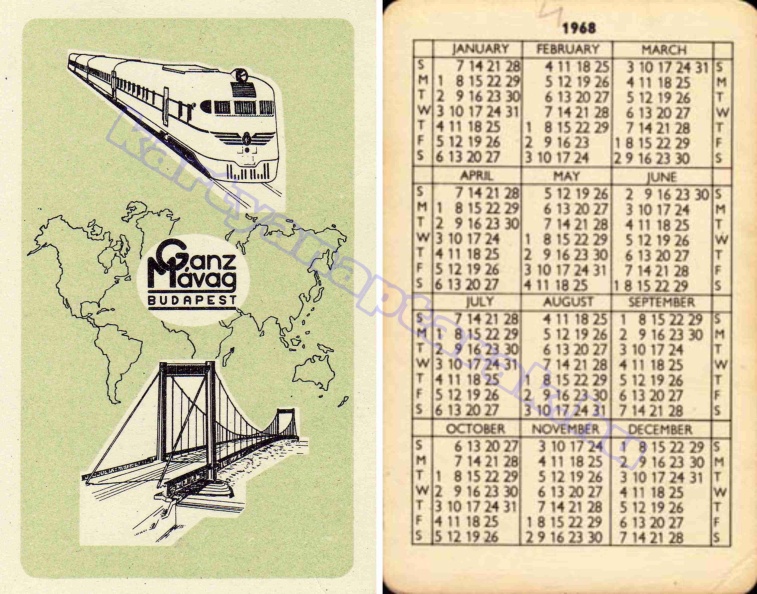 Ganz
Mávag
BUDAPEST
kartyanaptarak.hu
1968
JANUARY FEBRUARY MARCH
S 7 14 21 28 4 11 18 25 3 10 17 24 31 S
M 1 8 15 22 29 5 12 19 26 4 11 18 25 M
T 2 9 16 23 30 6 13 20 27 5 12 19 26 T
W 3 10 17 24 31 7 14 21 28 6 13 20 27 W
T 4 11 18 25 1 8 15 22 29 7 14 21 28 T
F 5 12 19 26 2 9 16 23 1 8 15 22 29 F
S 6 13 20 27 3 10 17 24 2 9 16 23 30 S
APRIL MAY JUNE
S 7 14 21 28 5 12 19 26 2 9 16 23 30 S
M 1 8 15 22 29 6 13 20 27 3 10 17 24 M
T 2 9 16 23 30 7 14 21 28 4 11 18 25 T
W 3 10 17 24 1 8 15 22 29 5 12 19 26 W
T 4 11 18 25 2 9 16 23 30 6 13 20 27 T
F 5 12 19 26 3 10 17 24 31 7 14 21 28 F
S 6 13 20 27 4 11 18 25 1 8 15 22 29 S
JULY AUGUST SEPTEMBER
S 7 14 21 28 4 11 18 25 1 8 15 22 29 S
M 1 8 15 22 29 5 12 19 26 2 9 16 23 30 M
T 2 9 16 23 30 6 13 20 27 3 10 17 24 T
W 3 10 17 24 31 7 14 21 28 4 11 18 25 W
T 4 11 18 25 1 8 15 22 29 5 12 19 26 T
F 5 12 19 26 2 9 16 23 30 6 13 20 27 F
S 6 13 20 27 3 10 17 24 31 7 14 21 28 S
OCTOBER NOVEMBER DECEMBER
S 6 13 20 27 3 10 17 24 1 8 15 22 29 S
M 7 14 21 28 4 11 18 25 2 9 16 23 30 M
T 1 8 15 22 29 5 12 19 26 3 10 17 24 31 T
W 2 9 16 23 30 6 13 20 27 4 11 18 25 W
T 3 10 17 24 31 7 14 21 28 5 12 19 26 T
F 4 11 18 25 1 8 15 22 29 6 13 20 27 F
S 5 12 19 26 2 9 16 23 30 7 14 21 28 S